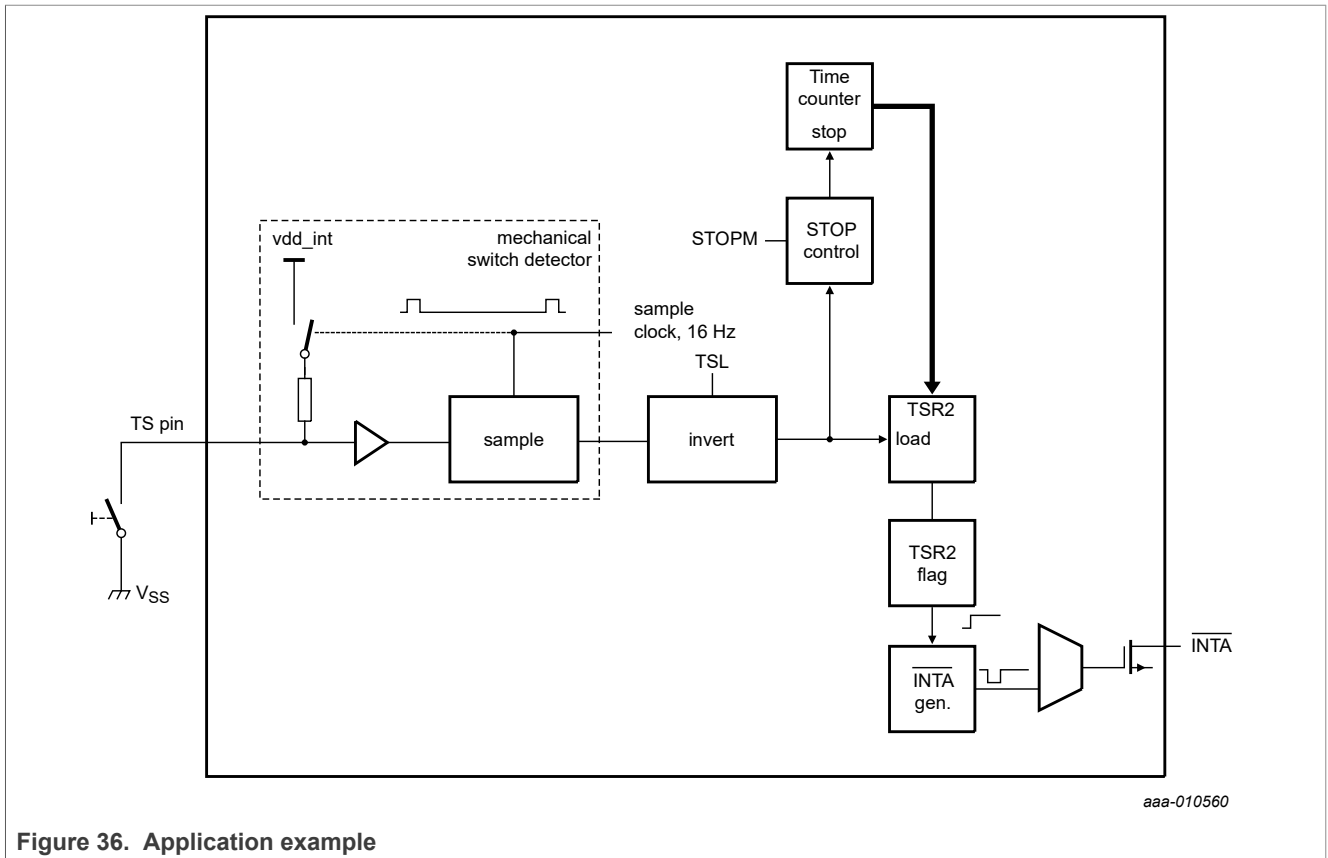 Time
counter
stop
STOPM
STOP
control
vdd_int
mechanical
switch detector
sample
clock, 16 Hz
TSL
TS pin
sample
invert
TSR2
load
TSR2
flag
VSS
INTA
gen.
INTA
aaa-010560
Figure 36. Application example